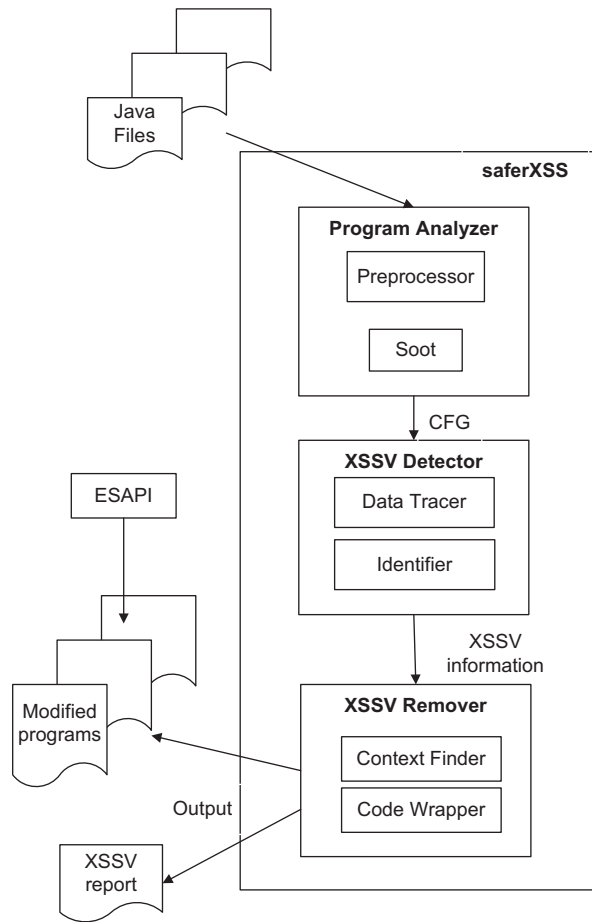 Java
Files
saferXSS
Program Analyzer
Preprocessor
Soot
CFG
XSSV Detector
Data Tracer
Identifier
ESAPI
XSSV
information
Modified
programs
XSSV Remover
Context Finder
Code Wrapper
Output
XSSV
report